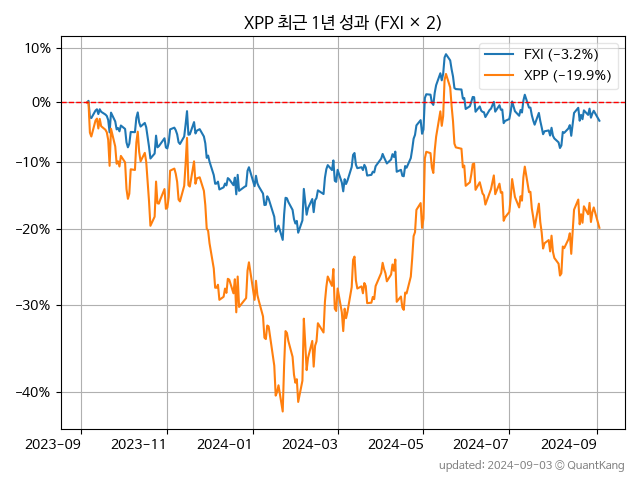 XPP 최근 1년 성과 (FXI × 2)
FXI (−3.2%)
XPP (−19.9%)
10%
0%
−10%
−20%
−30%
−40%
2023−09 2023−11 2024−01 2024−03 2024−05 2024−07 2024−09
updated: 2024-09-03 © QuantKang